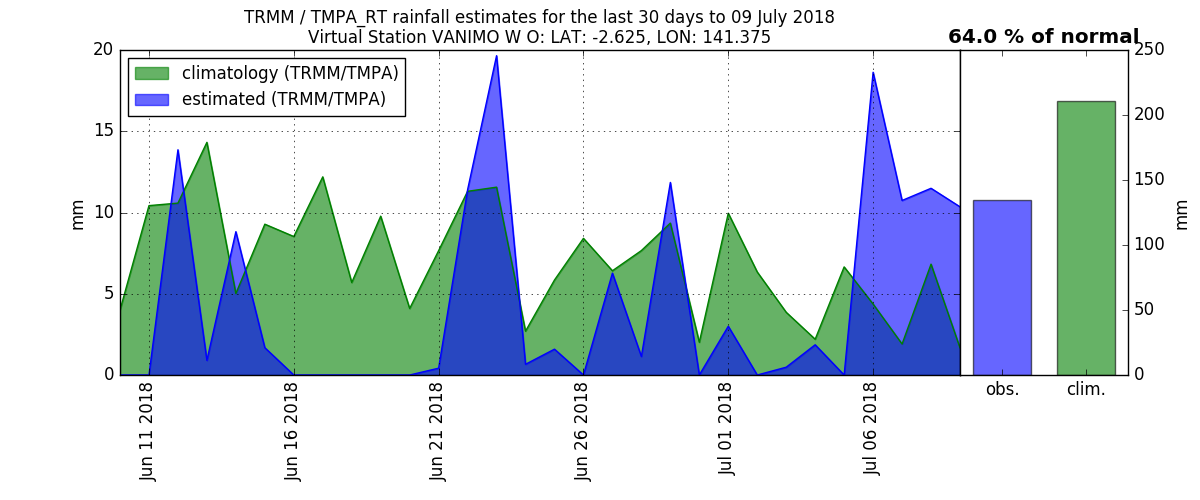 TRMM / TMPA_RT rainfall estimates for the last 30 days to 09 July 2018
Virtual Station VANIMO W O: LAT: -2.625, LON: 141.375
64.0 % of normal
climatology (TRMM/TMPA)
estimated (TRMM/TMPA)
20
15
10
5
0
mm
250
200
150
100
50
0
mm
Jun 11 2018
Jun 16 2018
Jun 21 2018
Jun 26 2018
Jul 01 2018
Jul 06 2018
obs.
clim.